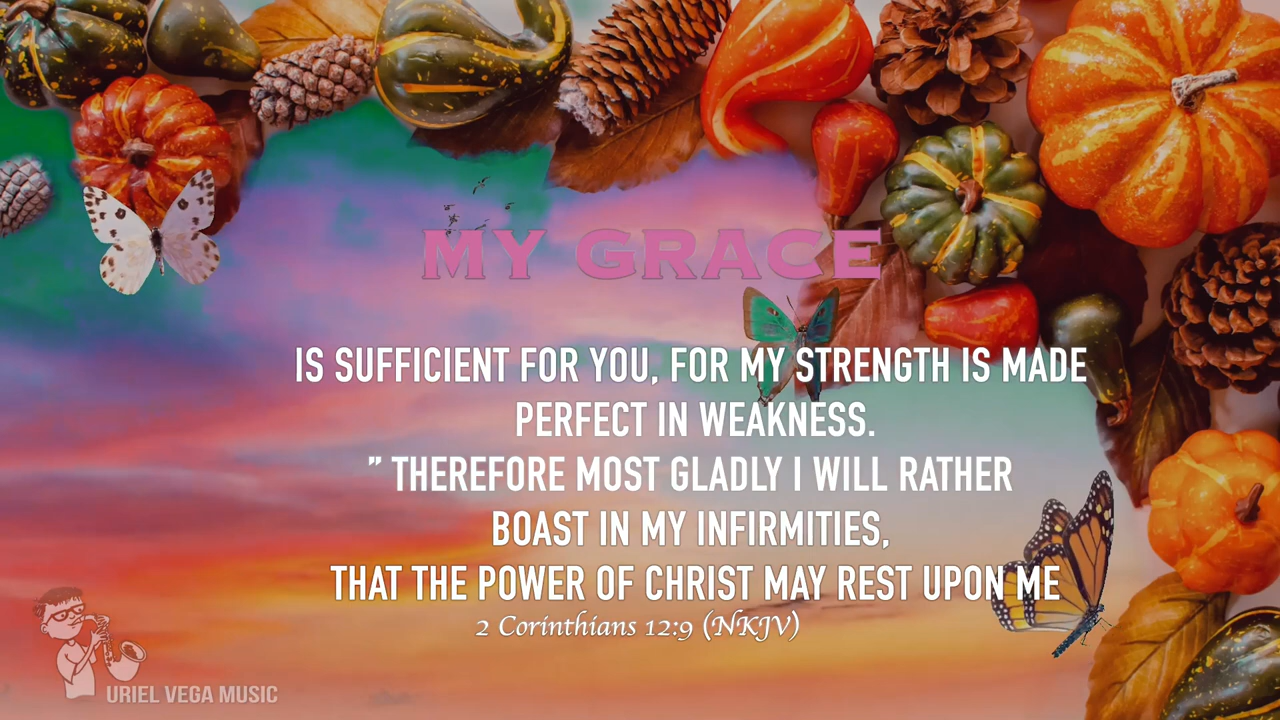 MY GRACE
IS SUFFICIENT FOR YOU, FOR MY STRENGTH IS MADE
PERFECT IN WEAKNESS.
” THEREFORE MOST GLADLY I WILL RATHER
BOAST IN MY INFIRMITIES,
THAT THE POWER OF CHRIST MAY REST UPON ME
2 Corinthians 12:9 (NKJV)
URIEL VEGA MUSIC